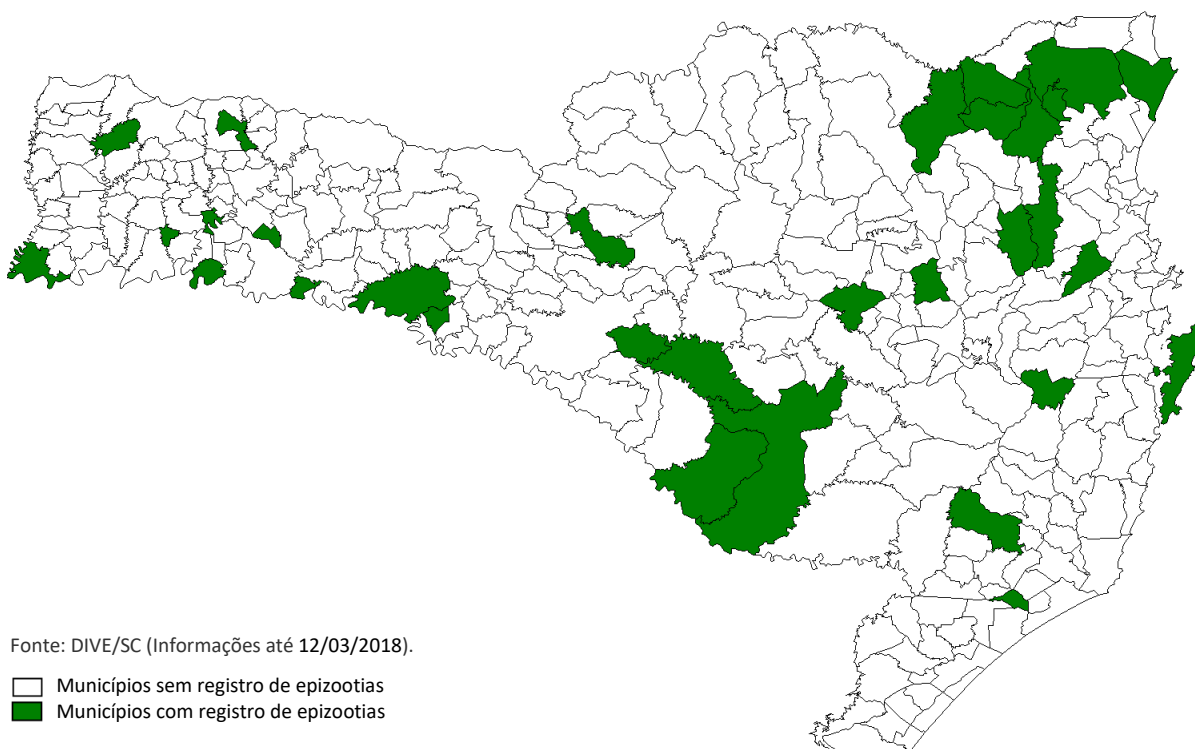 Fonte: DIVE/SC (Informações até 12/03/2018).
Municípios sem registro de epizootias
Municípios com registro de epizootias